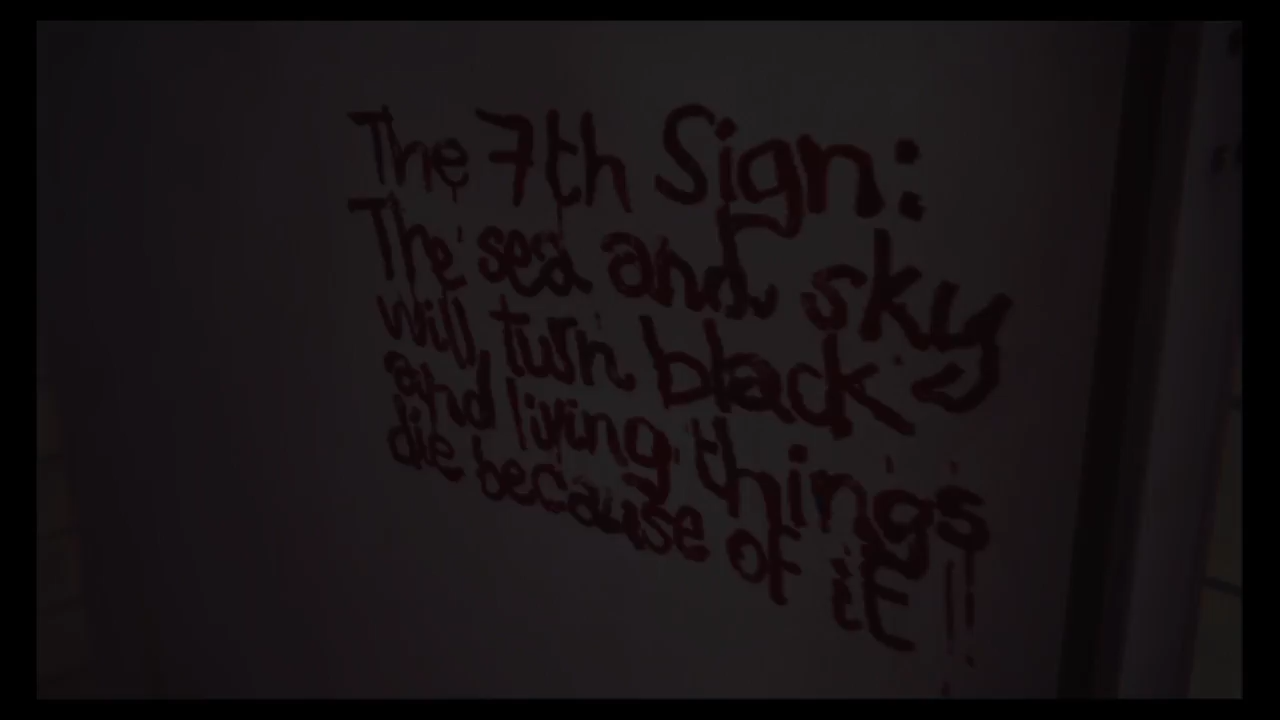 The 7th Sign:
The sea and sky
will turn black
and living things
die because of it!!